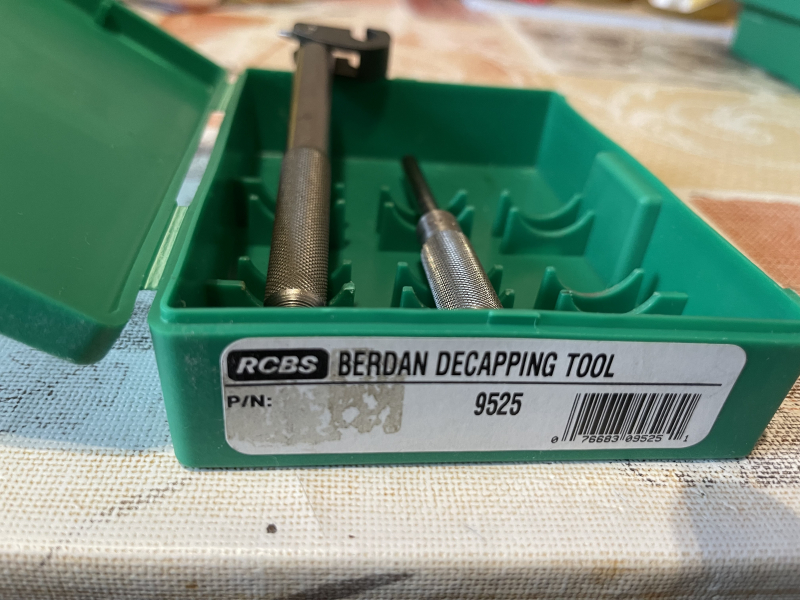 RCBS BERDAN DECAPPING TOOL
P/N: 9525
0 76683 09525 1